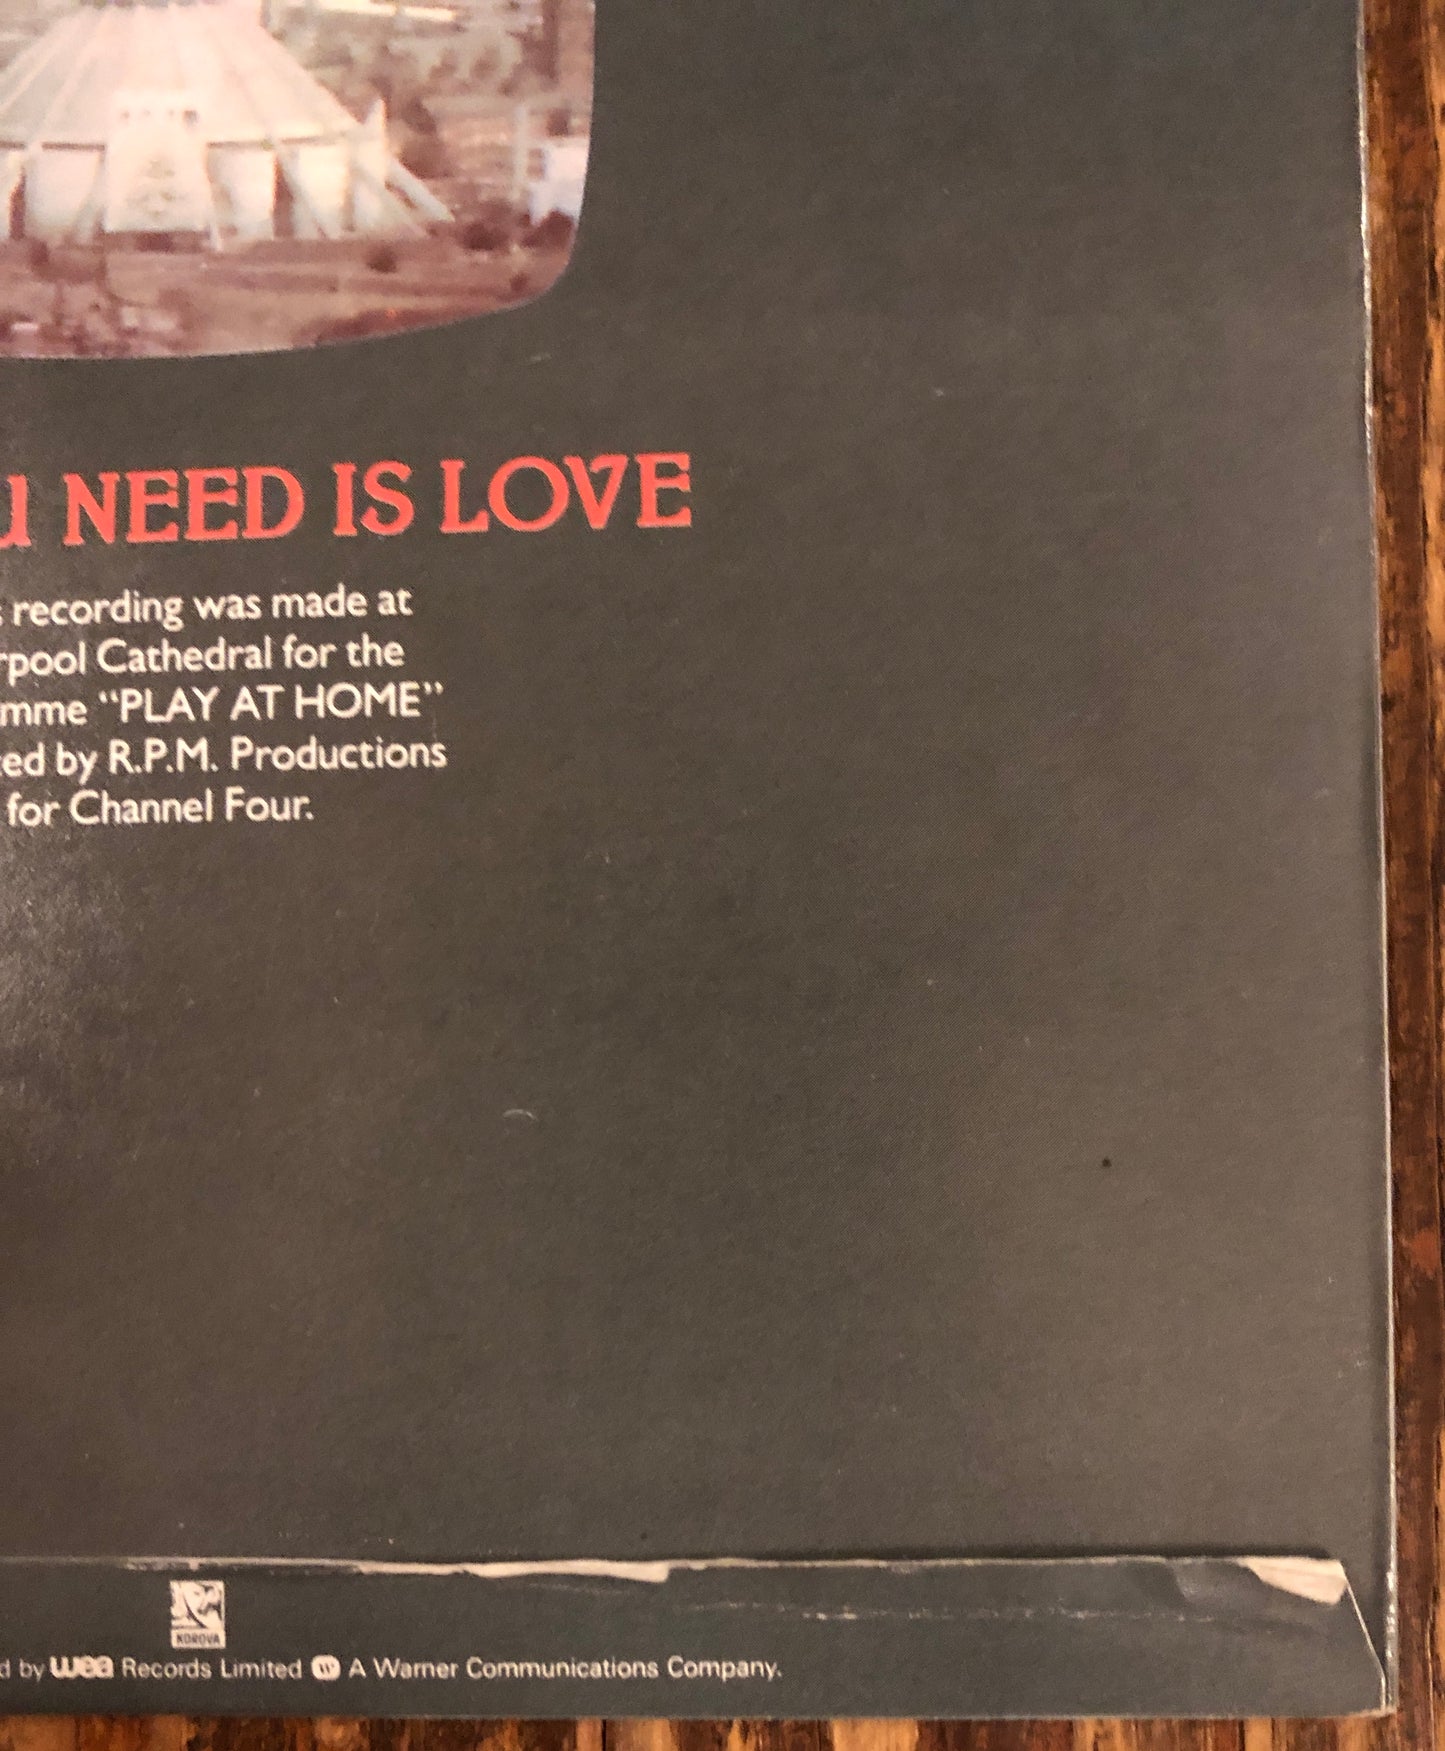 U NEED IS LOVE
recording was made at
rpool Cathedral for the
mme “PLAY AT HOME”
ed by R.P.M. Productions
for Channel Four.
KOROVA
d by wea Records Limited w A Warner Communications Company.